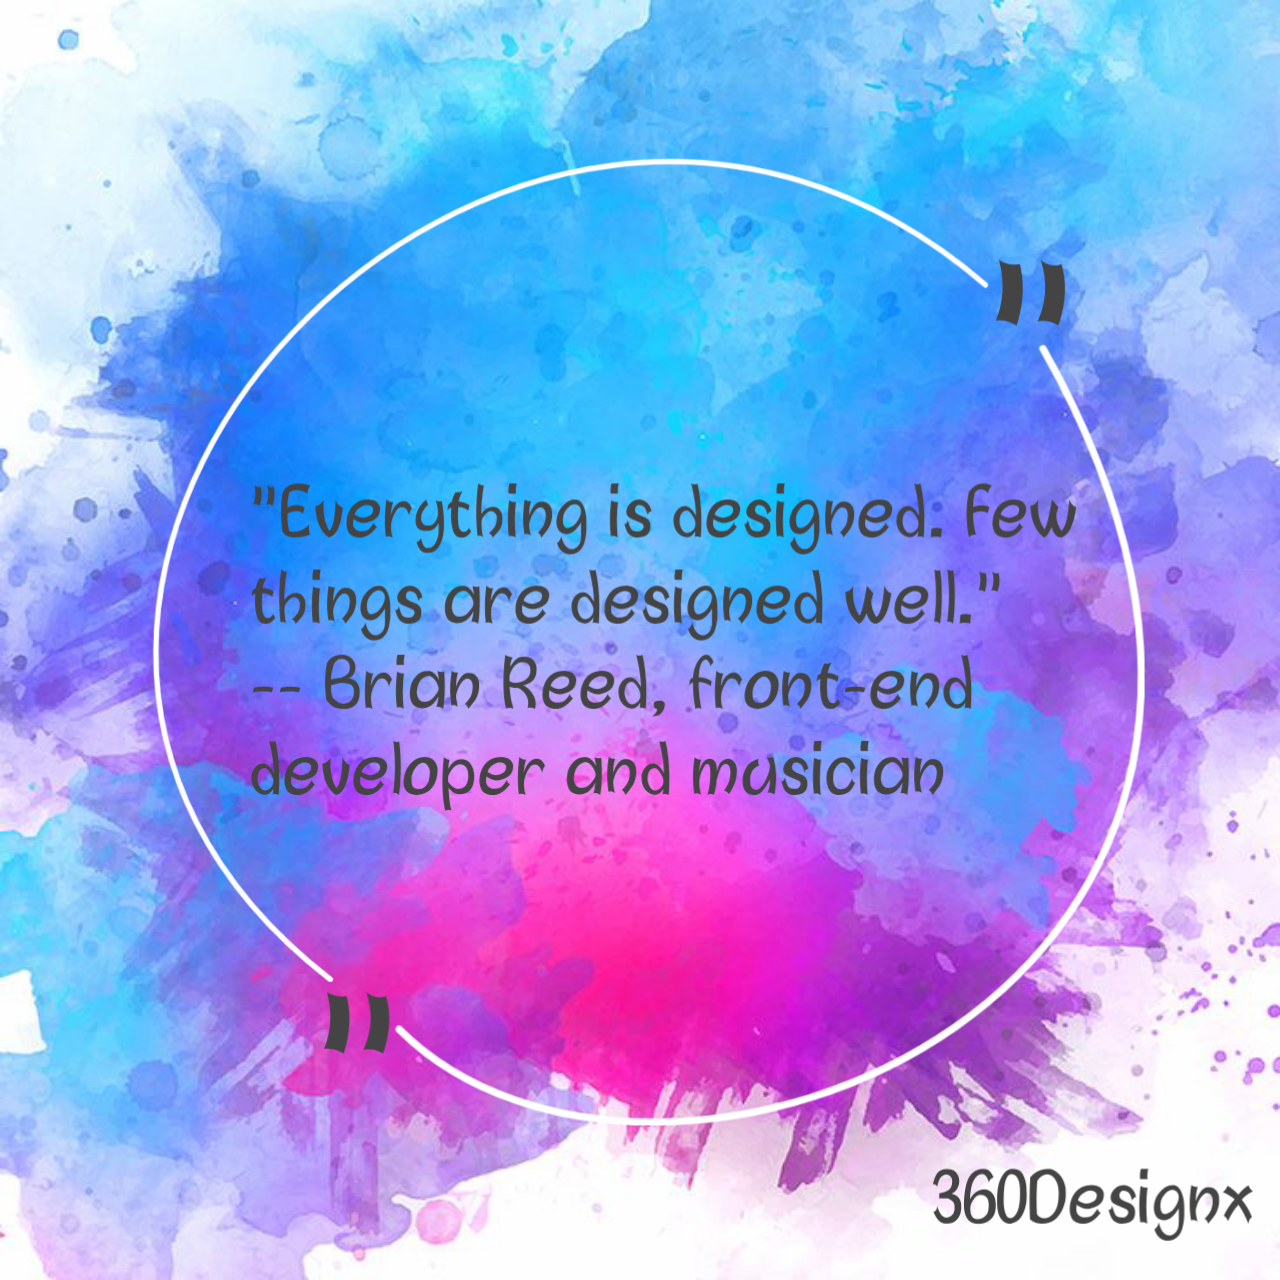 "
"Everything is designed. Few
things are designed well."
-- Brian Reed, front-end
developer and musician
"
360Designx